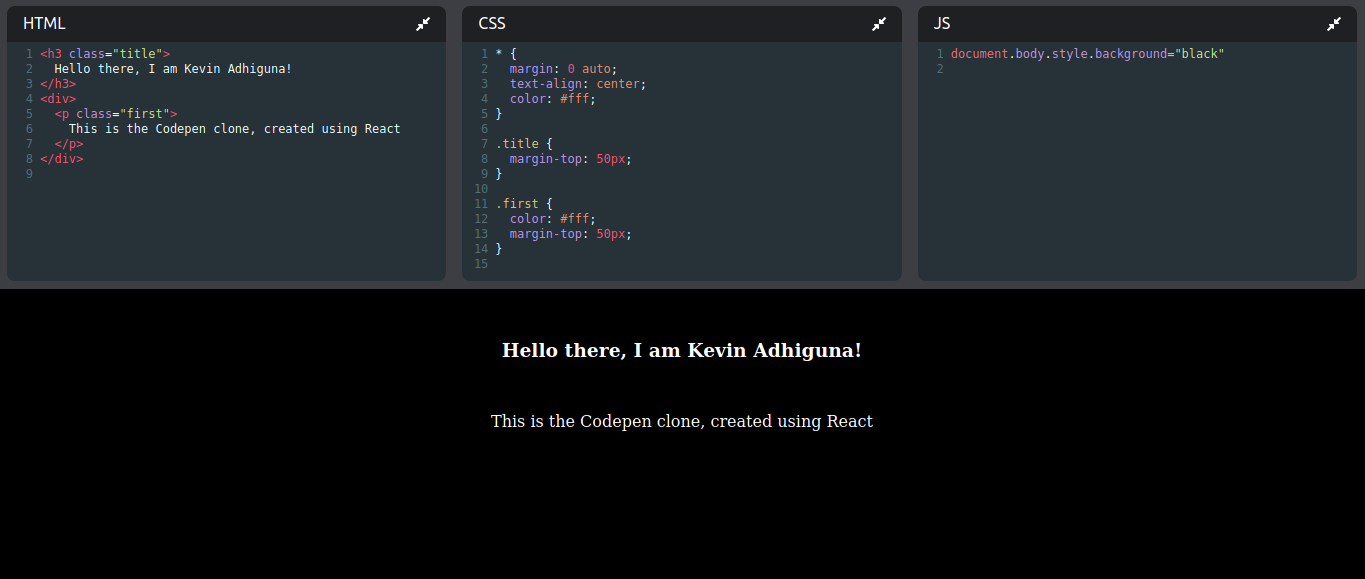 HTML
1 <h3 class="title">
2   Hello there, I am Kevin Adhiguna!
3 </h3>
4 <div>
5   <p class="first">
6     This is the Codepen clone, created using React
7   </p>
8 </div>
9
CSS
1 * {
2   margin: 0 auto;
3   text-align: center;
4   color: #fff;
5 }
6
7 .title {
8   margin-top: 50px;
9 }
10
11 .first {
12   color: #fff;
13   margin-top: 50px;
14 }
15
JS
1 document.body.style.background="black"
2
Hello there, I am Kevin Adhiguna!
This is the Codepen clone, created using React